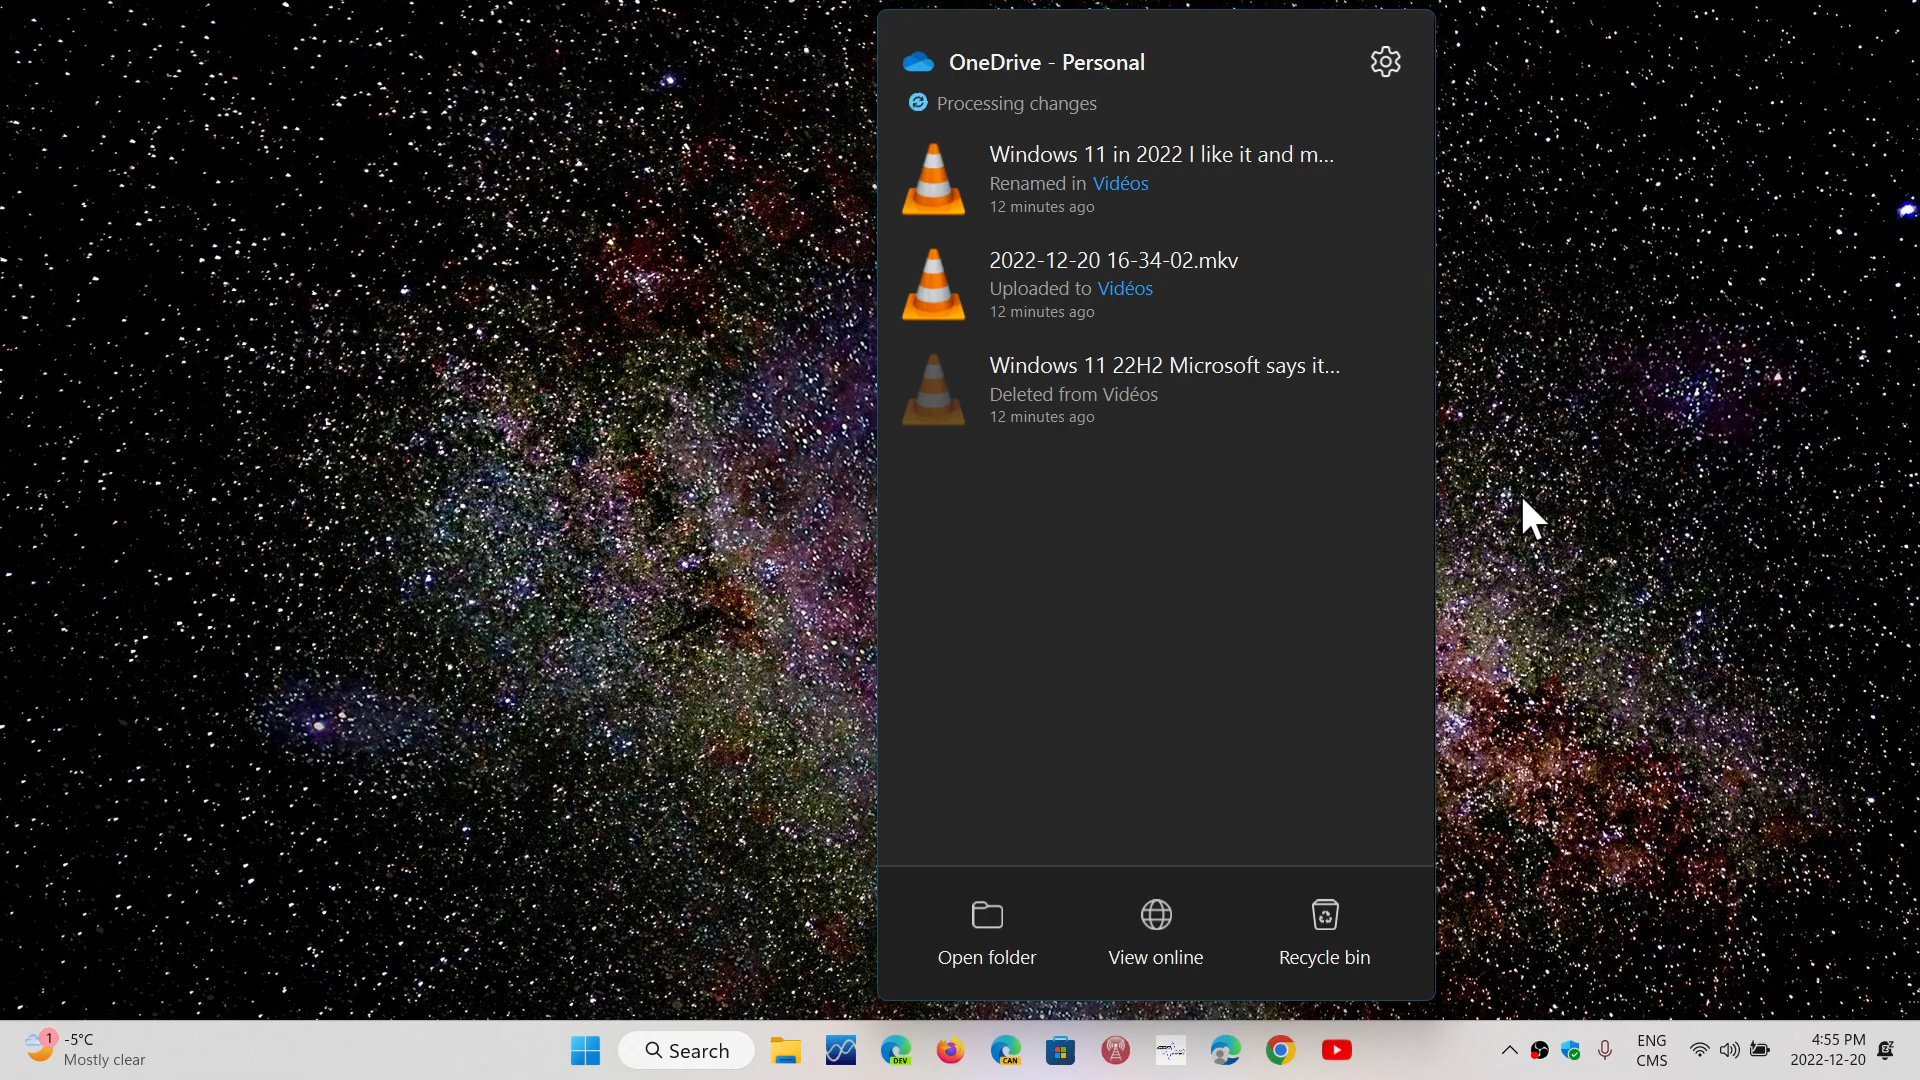 OneDrive - Personal
Processing changes
Windows 11 in 2022 I like it and m...
Renamed in Vidéos
12 minutes ago
2022-12-20 16-34-02.mkv
Uploaded to Vidéos
12 minutes ago
Windows 11 22H2 Microsoft says it...
Deleted from Vidéos
12 minutes ago
Open folder
View online
Recycle bin
1
-5°C
Mostly clear
Search
DEV
CAN
ENG
CMS
4:55 PM
2022-12-20